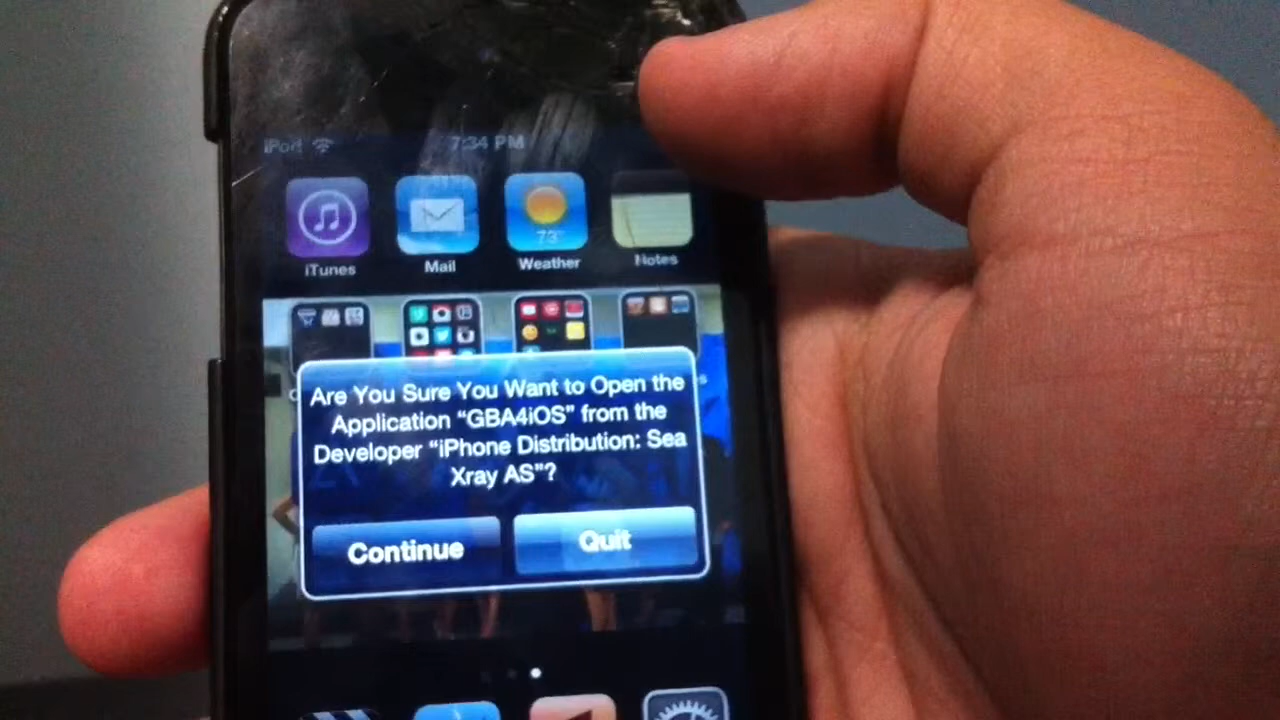 iPod 7:34 PM
iTunes Mail Weather Notes
73°
Are You Sure You Want to Open the
Application “GBA4iOS” from the
Developer “iPhone Distribution: Sea
Xray AS”?
Continue Quit